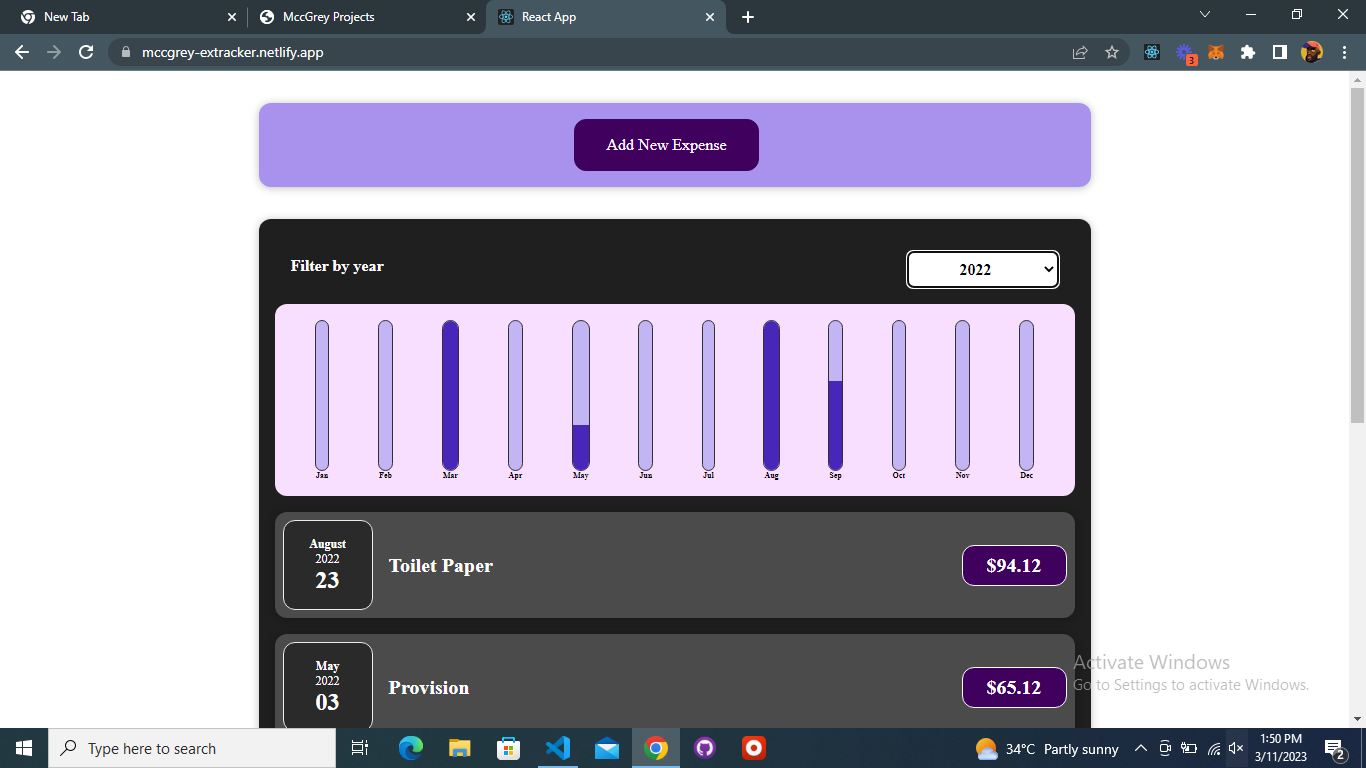 New Tab
MccGrey Projects
React App
mccgrey-extracker.netlify.app
3
Add New Expense
Filter by year
2022
Jan Feb Mar Apr May Jun Jul Aug Sep Oct Nov Dec
August
2022
23
Toilet Paper
$94.12
May
2022
03
Provision
$65.12
Activate Windows
Go to Settings to activate Windows.
Type here to search
34°C Partly sunny
1:50 PM
3/11/2023
2